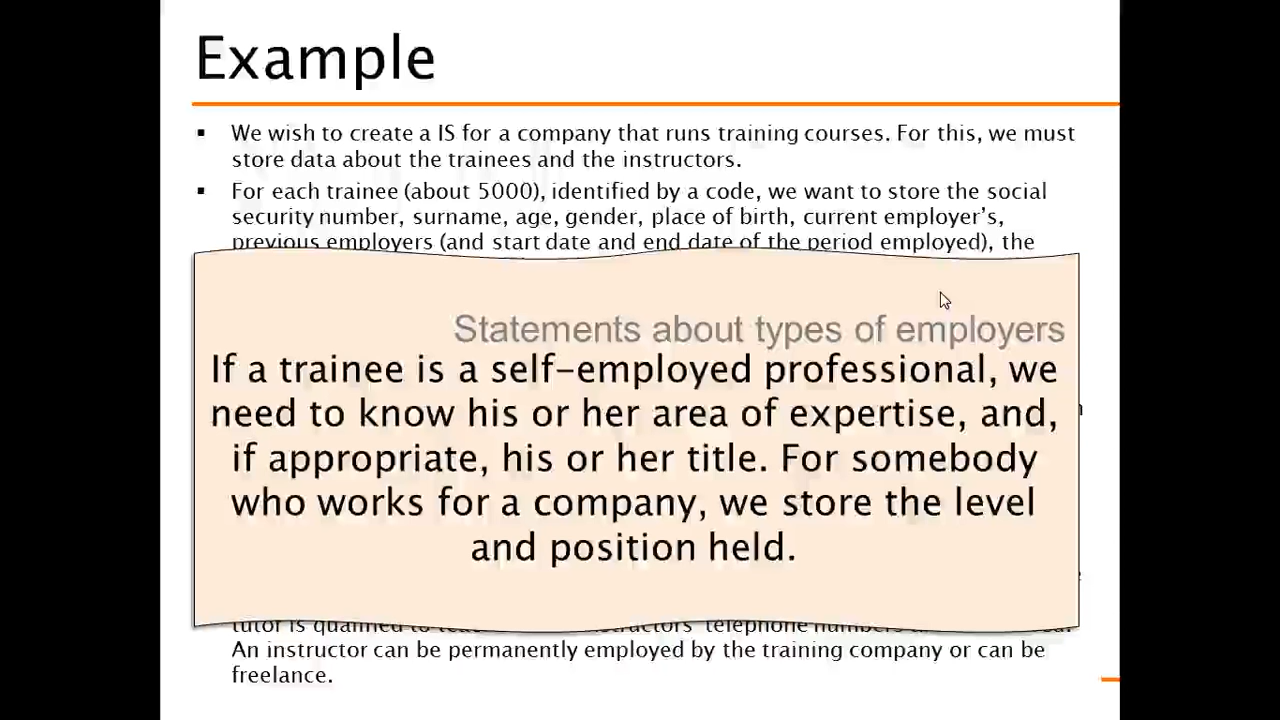 Example
▪ We wish to create a IS for a company that runs training courses. For this, we must
store data about the trainees and the instructors.
▪ For each trainee (about 5000), identified by a code, we want to store the social
security number, surname, age, gender, place of birth, current employer’s,
previous employers (and start date and end date of the period employed), the
Statements about types of employers
If a trainee is a self-employed professional, we
need to know his or her area of expertise, and,
if appropriate, his or her title. For somebody
who works for a company, we store the level
and position held.
tutor is qualified to telephone numbers
An instructor can be permanently employed by the training company or can be
freelance.